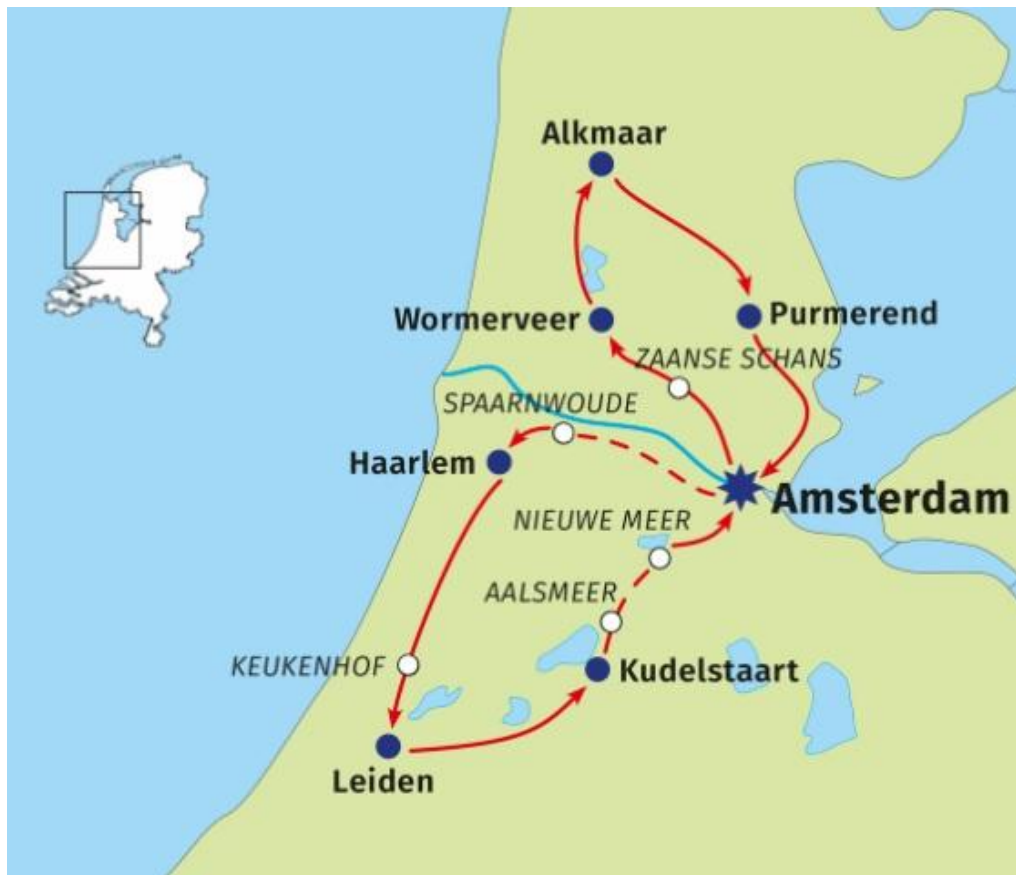 Alkmaar
Wormerveer
Purmerend
ZAANSE SCHANS
SPAARNWOUDE
Haarlem
Amsterdam
NIEUWE MEER
AALSMEER
KEUKENHOF
Kudelstaart
Leiden